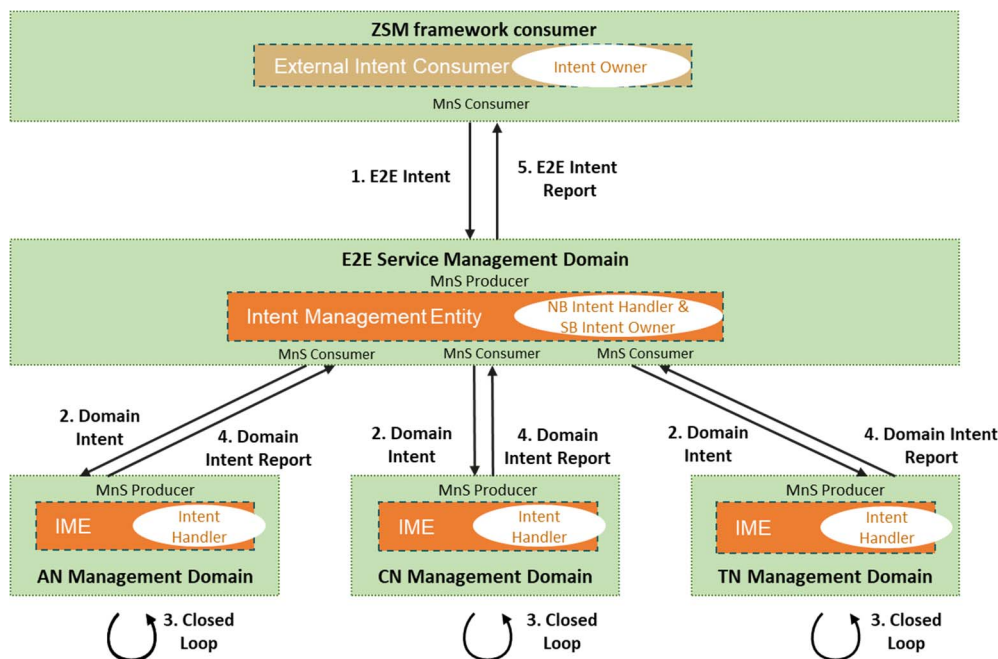 ZSM framework consumer
External Intent Consumer
Intent Owner
MnS Consumer
1. E2E Intent
5. E2E Intent
Report
E2E Service Management Domain
MnS Producer
Intent Management Entity
NB Intent Handler &
SB Intent Owner
MnS Consumer
MnS Consumer
MnS Consumer
2. Domain
Intent
4. Domain
Intent Report
2. Domain
Intent
4. Domain
Intent Report
2. Domain
Intent
4. Domain Intent
Report
MnS Producer
IME
Intent
Handler
AN Management Domain
MnS Producer
IME
Intent
Handler
CN Management Domain
MnS Producer
IME
Intent
Handler
TN Management Domain
3. Closed
Loop
3. Closed
Loop
3. Closed
Loop